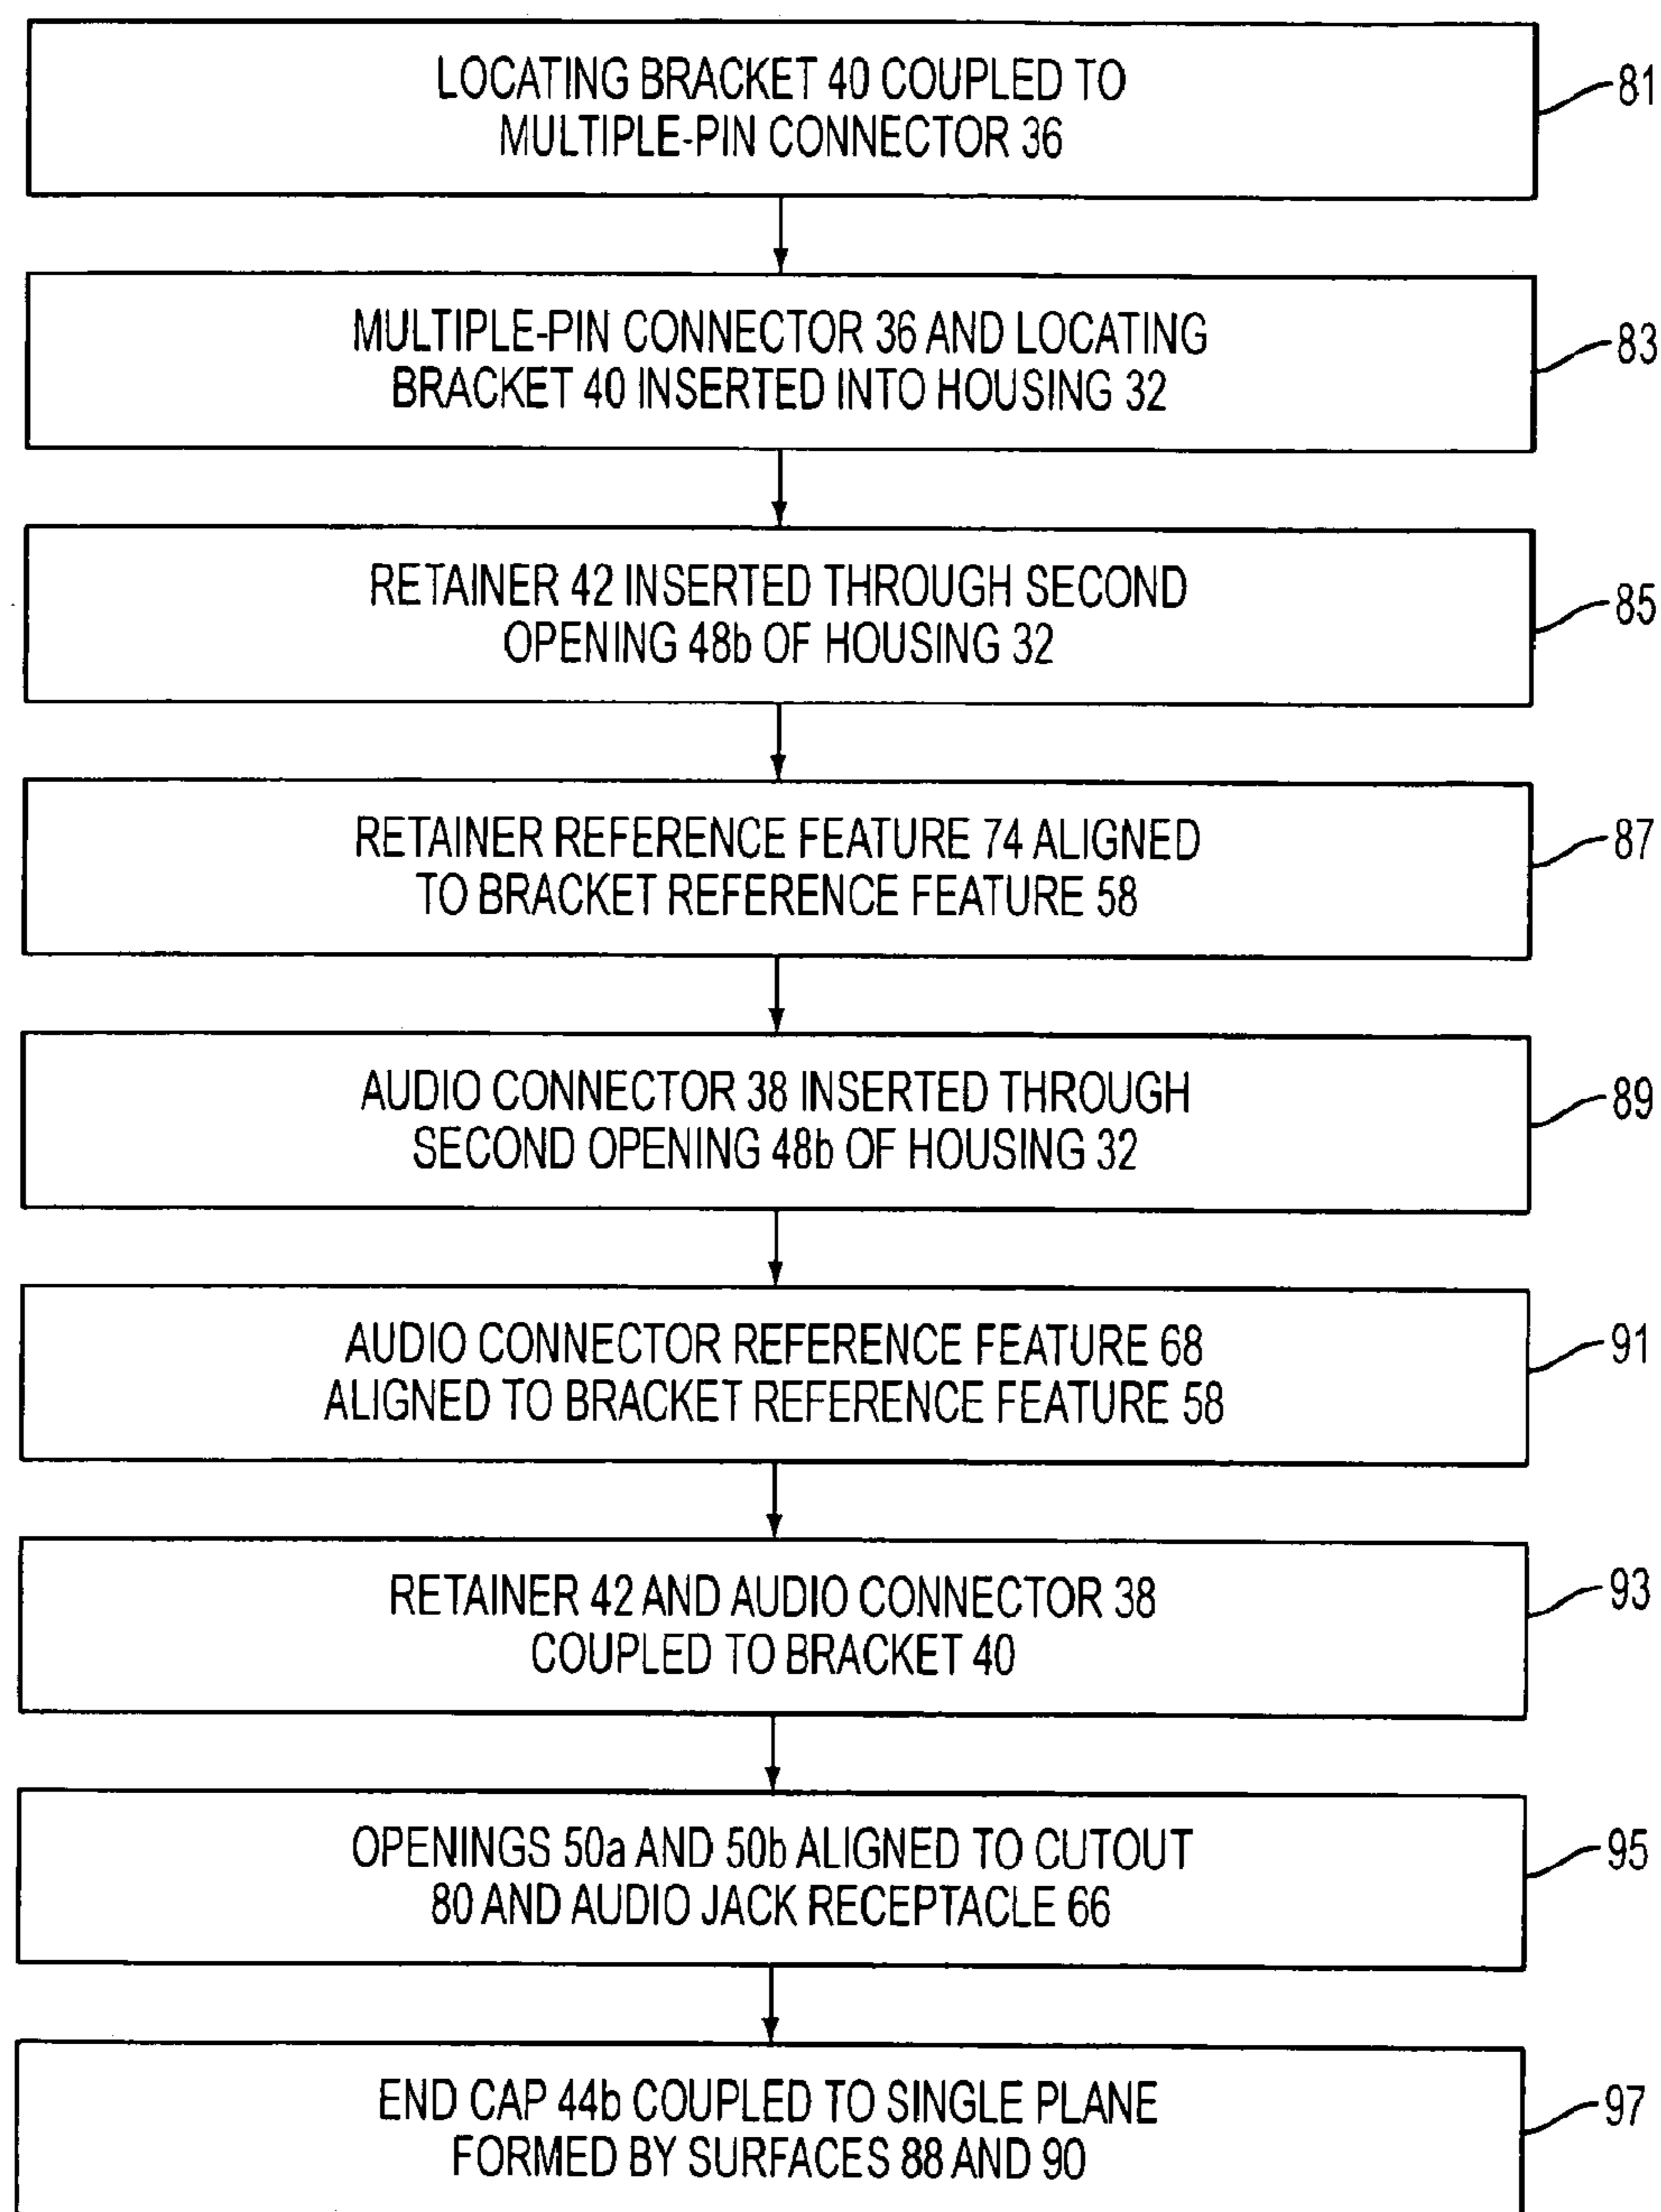 LOCATING BRACKET 40 COUPLED TO
MULTIPLE-PIN CONNECTOR 36
81
MULTIPLE-PIN CONNECTOR 36 AND LOCATING
BRACKET 40 INSERTED INTO HOUSING 32
83
RETAINER 42 INSERTED THROUGH SECOND
OPENING 48b OF HOUSING 32
85
RETAINER REFERENCE FEATURE 74 ALIGNED
TO BRACKET REFERENCE FEATURE 58
87
AUDIO CONNECTOR 38 INSERTED THROUGH
SECOND OPENING 48b OF HOUSING 32
89
AUDIO CONNECTOR REFERENCE FEATURE 68
ALIGNED TO BRACKET REFERENCE FEATURE 58
91
RETAINER 42 AND AUDIO CONNECTOR 38
COUPLED TO BRACKET 40
93
OPENINGS 50a AND 50b ALIGNED TO CUTOUT
80 AND AUDIO JACK RECEPTACLE 66
95
END CAP 44b COUPLED TO SINGLE PLANE
FORMED BY SURFACES 88 AND 90
97